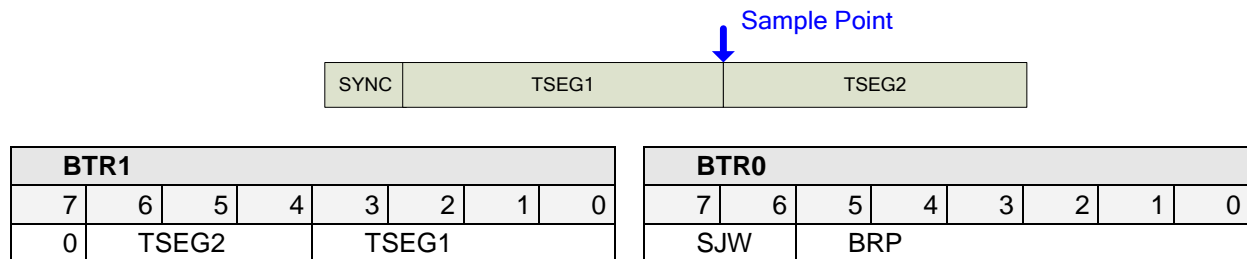 Sample Point
SYNC TSEG1 TSEG2
BTR1 BTR0
7 6 5 4 3 2 1 0 7 6 5 4 3 2 1 0
0 TSEG2 TSEG1 SJW BRP